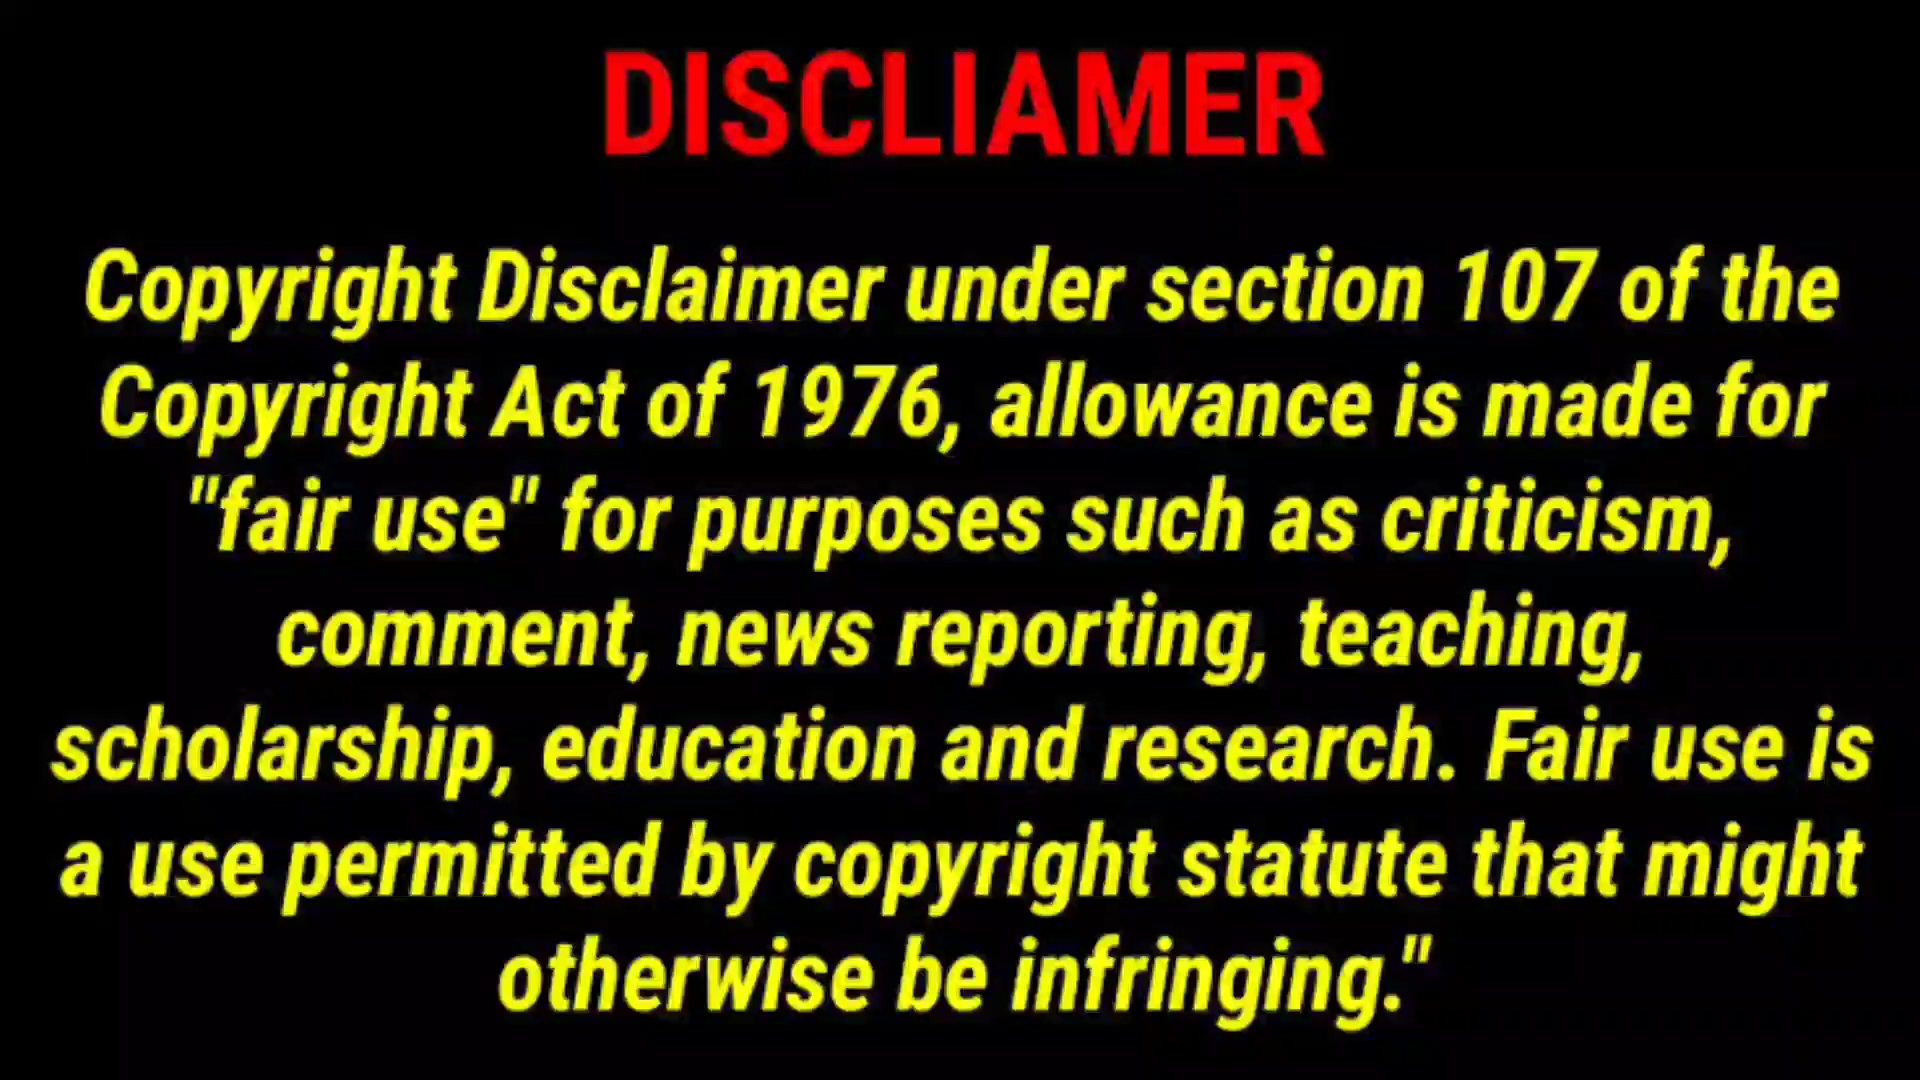 DISCLIAMER
Copyright Disclaimer under section 107 of the
Copyright Act of 1976, allowance is made for
"fair use" for purposes such as criticism,
comment, news reporting, teaching,
scholarship, education and research. Fair use is
a use permitted by copyright statute that might
otherwise be infringing."